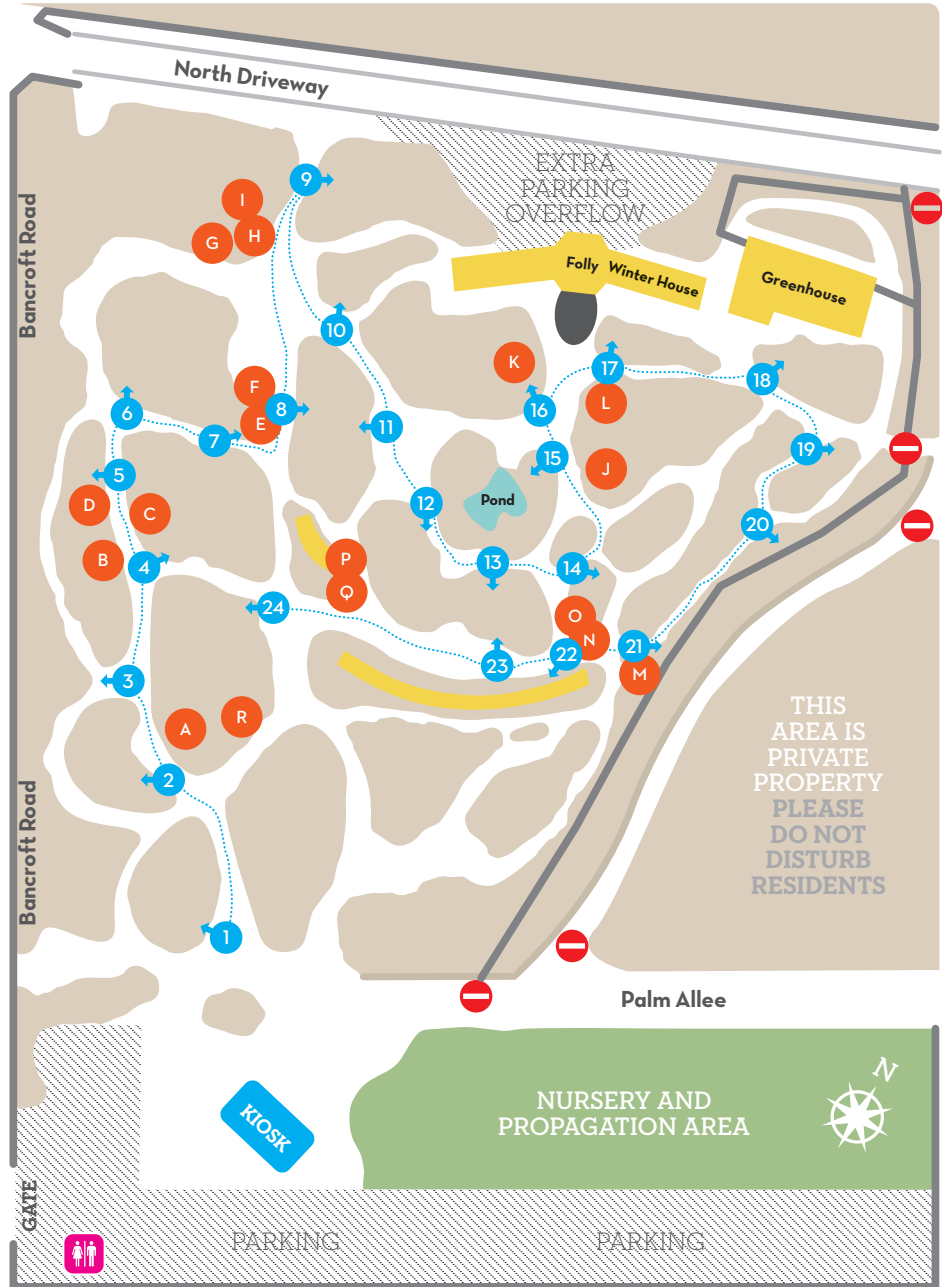 North Driveway
Bancroft Road
EXTRA
PARKING
OVERFLOW
9
I
G
H
Folly
Winter House
Greenhouse
10
K
17
18
F
8
E
6
7
16
L
11
19
5
15
J
D
C
12
Pond
20
B
4
P
13
14
Q
24
O
N
21
22
23
M
3
A
R
2
THIS
AREA IS
PRIVATE
PROPERTY
PLEASE
DO NOT
DISTURB
RESIDENTS
Bancroft Road
1
Palm Allee
N
KIOSK
NURSERY AND
PROPAGATION AREA
GATE
PARKING
PARKING